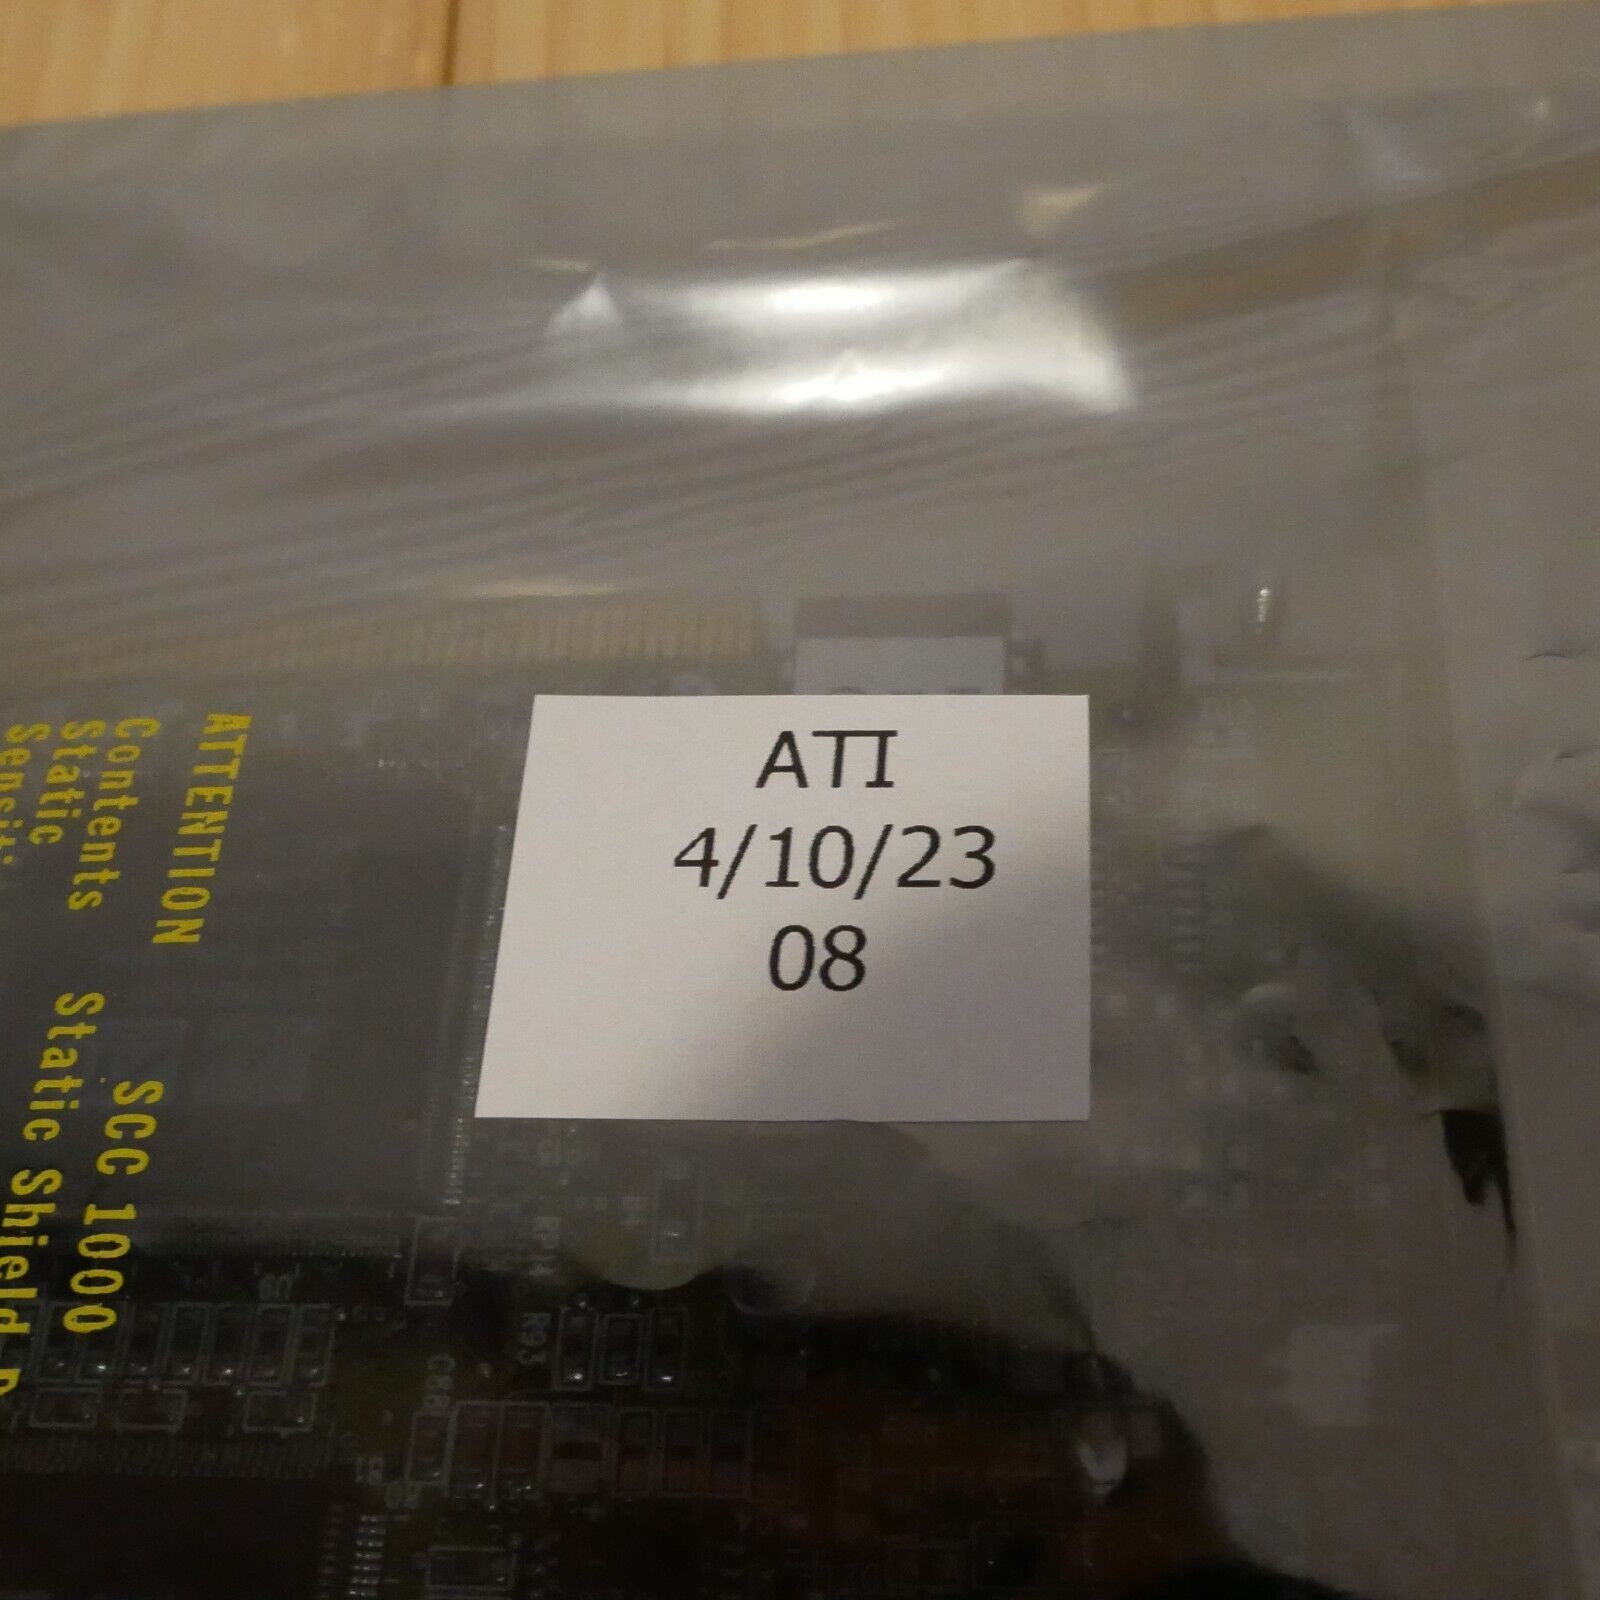 ATI
4/10/23
08
ATTENTION
Contents
Static
SCC 1000
Static Shield
R93